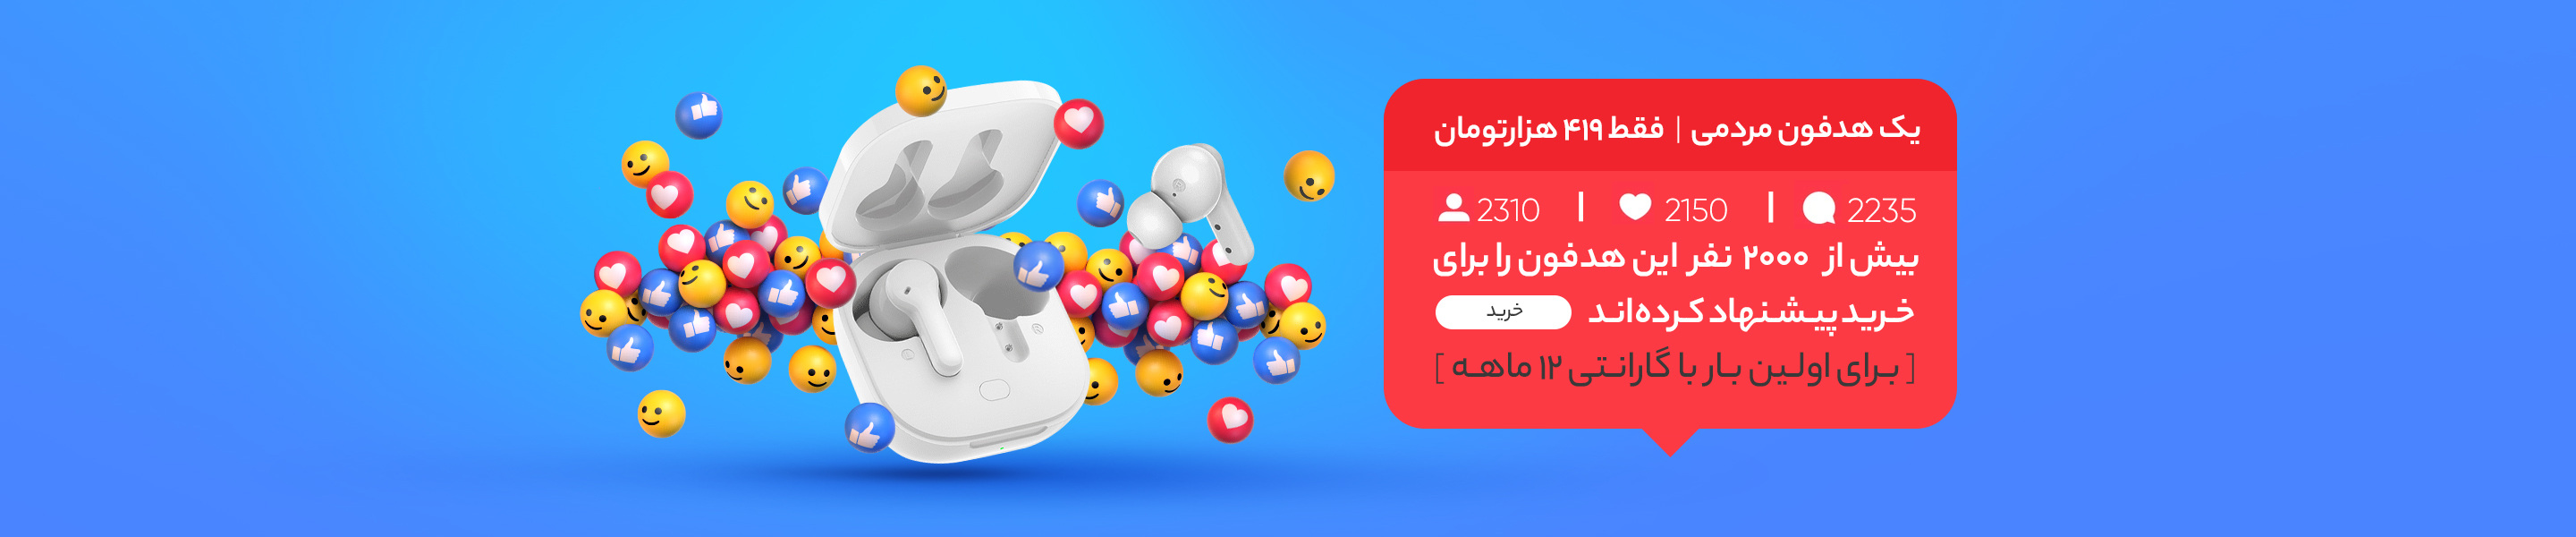 یک هدفون مردمی | فقط ۴۱۹ هزارتومان
2310 | 2150 | 2235
بیش از ۲۰۰۰ نفر این هدفون را برای
خرید پیشنهاد کرده‌اند
خرید
[ برای اولین بار با گارانتی ۱۲ ماهه ]